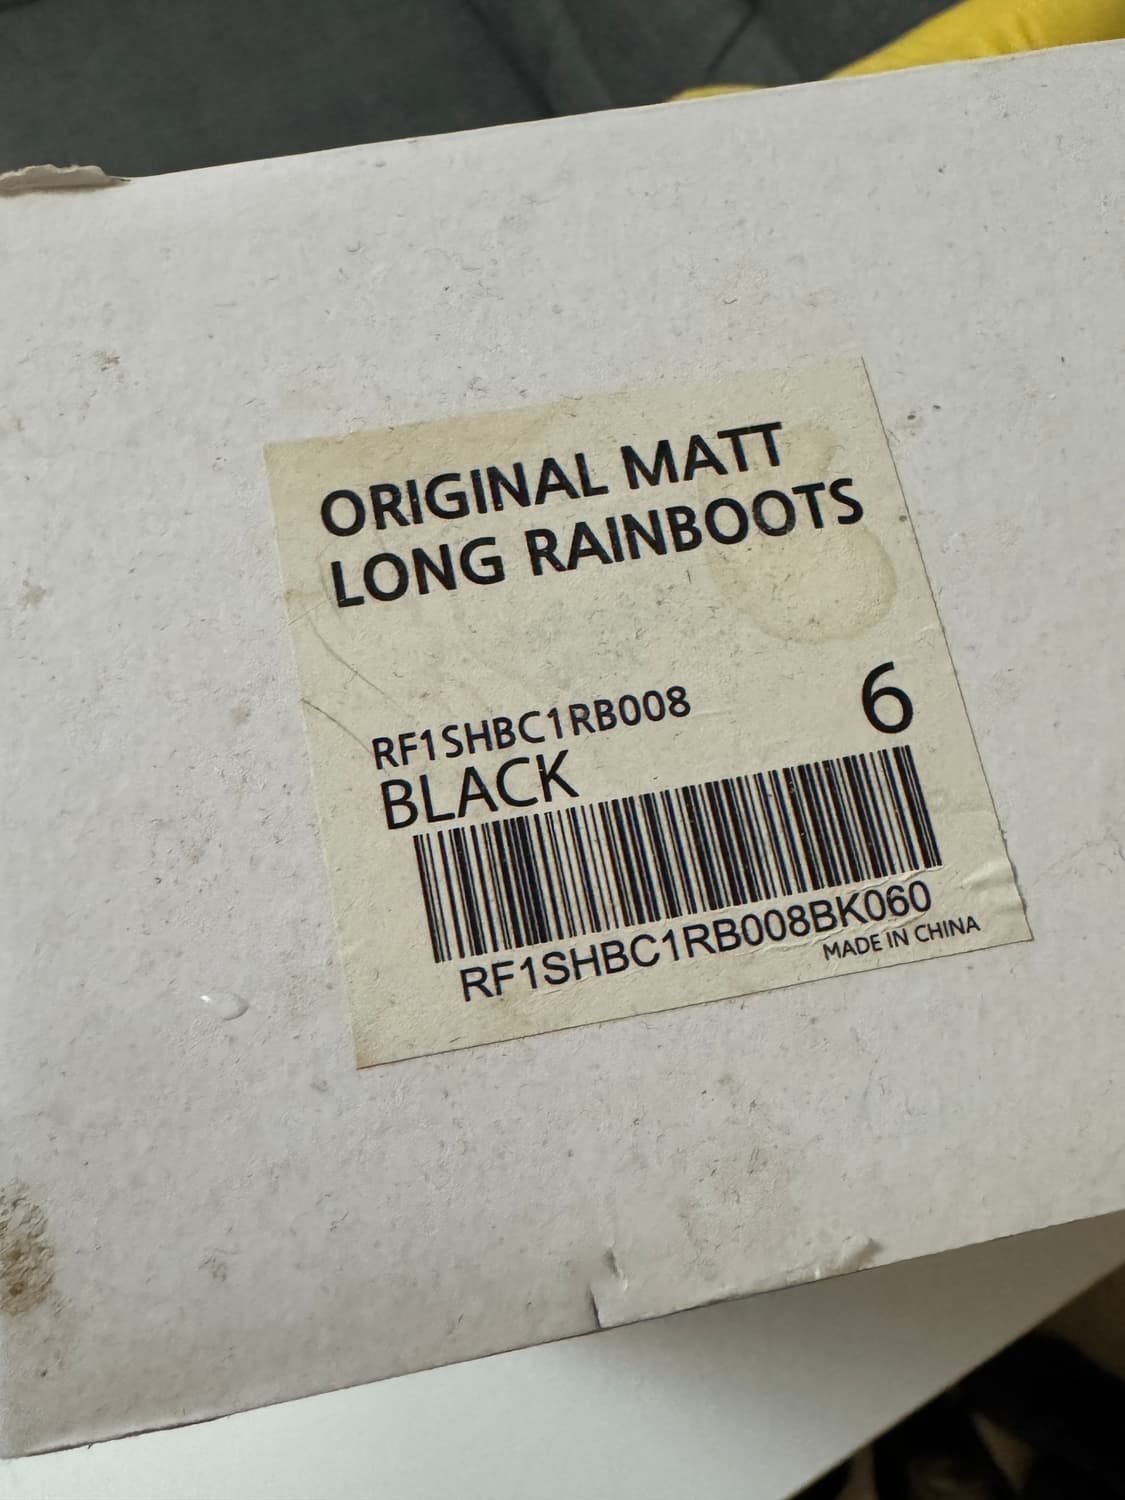 ORIGINAL MATT
LONG RAINBOOTS
RF1SHBC1RB008
6
BLACK
RF1SHBC1RB008BK060
MADE IN CHINA